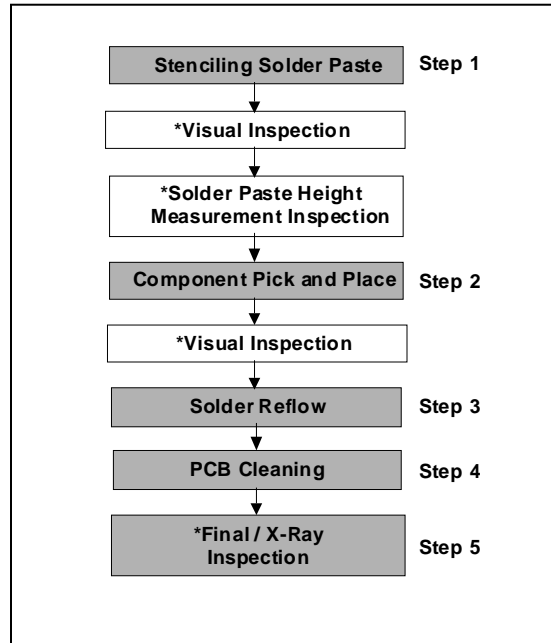 Stenciling Solder Paste Step 1
*Visual Inspection
*Solder Paste Height
Measurement Inspection
Component Pick and Place Step 2
*Visual Inspection
Solder Reflow Step 3
PCB Cleaning Step 4
*Final / X-Ray
Inspection
Step 5